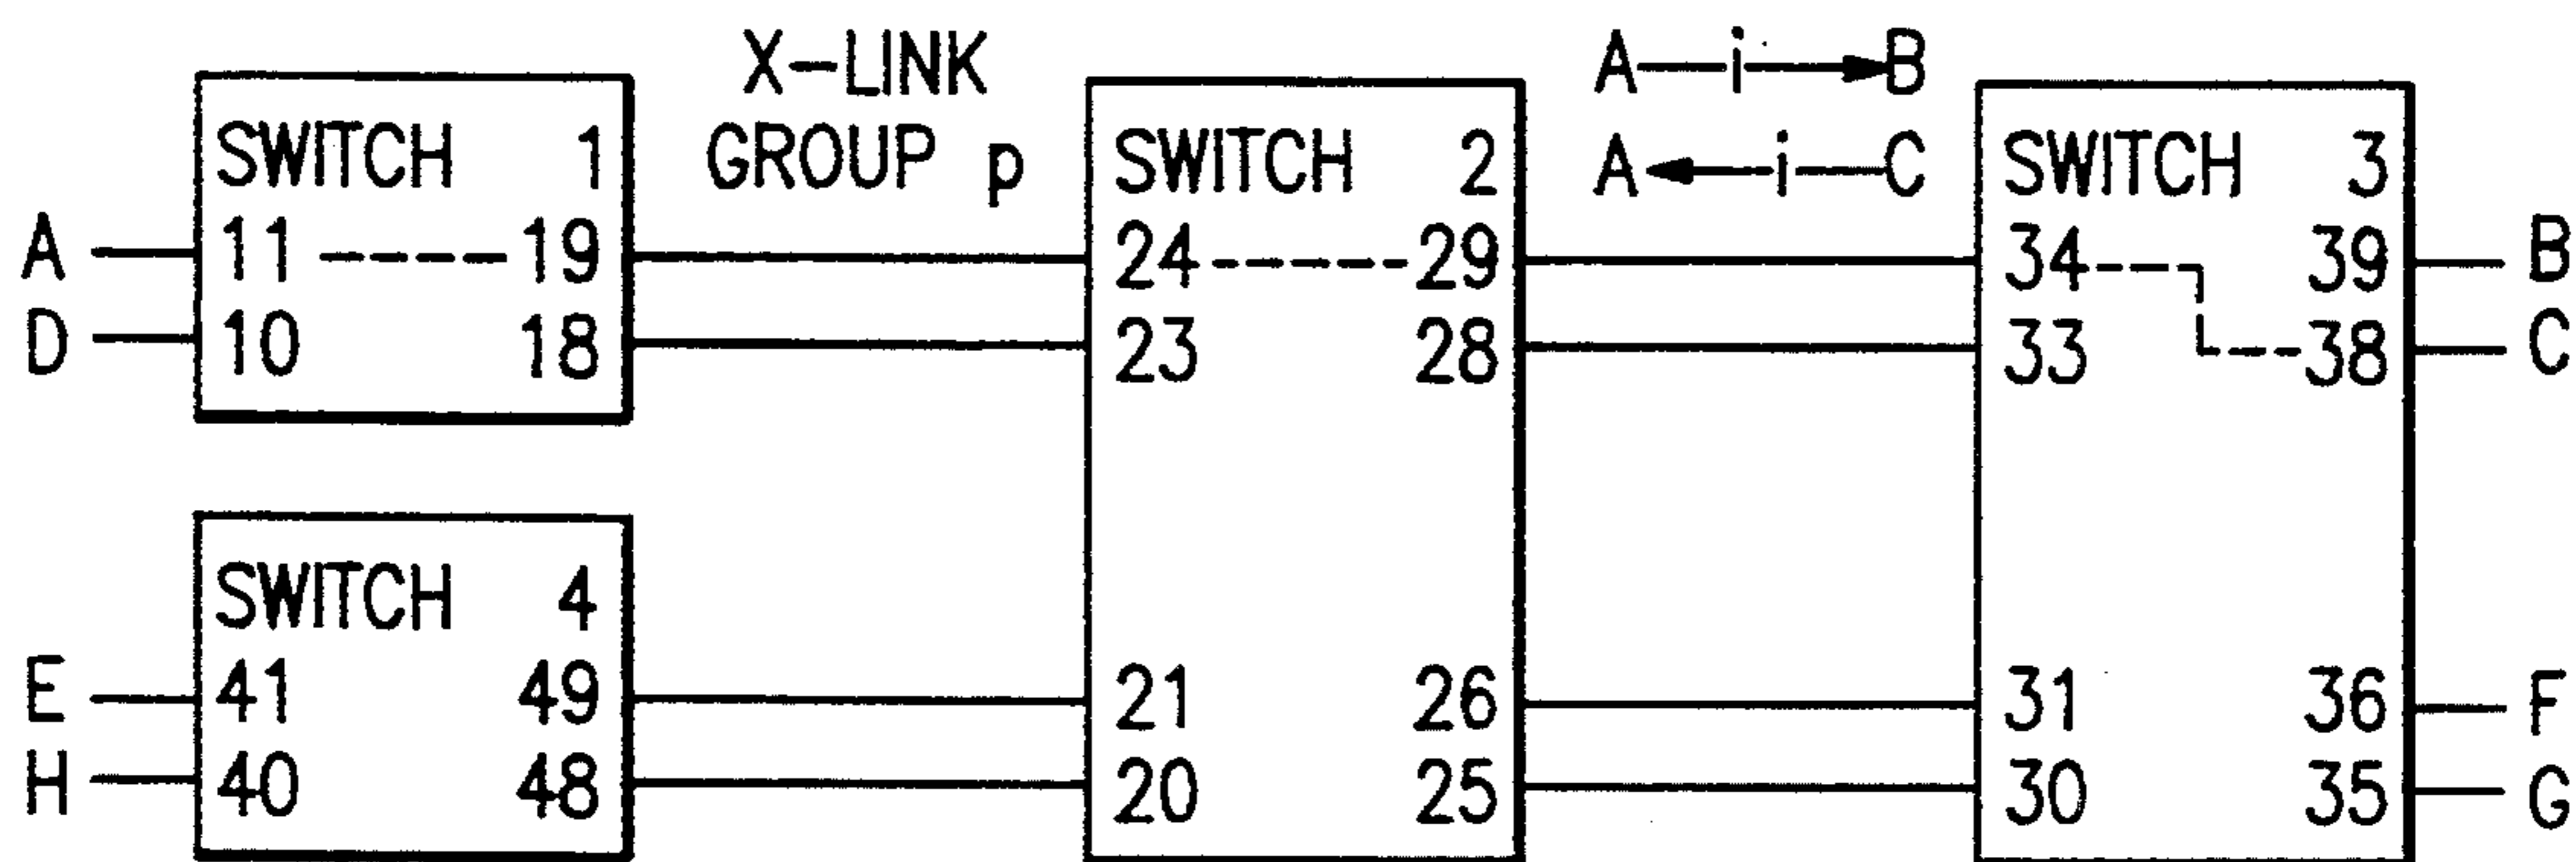 X-LINK
GROUP p
A—i→B
A←i—C
SWITCH 1
A 11 19
D 10 18
SWITCH 2
24 29
23 28
21 26
20 25
SWITCH 3
34 39 B
33 38 C
31 36 F
30 35 G
SWITCH 4
E 41 49
H 40 48